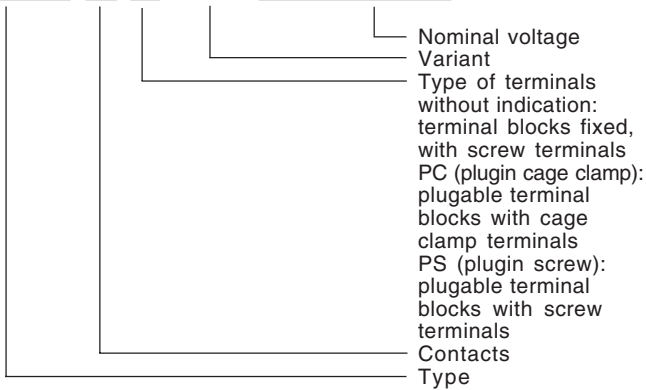 Nominal voltage
Variant
Type of terminals
without indication:
terminal blocks fixed,
with screw terminals
PC (plugin cage clamp):
plugable terminal
blocks with cage
clamp terminals
PS (plugin screw):
plugable terminal
blocks with screw
terminals
Contacts
Type